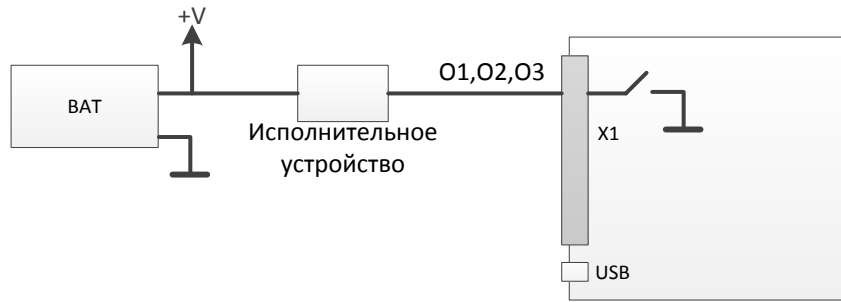 +V
O1,O2,O3
BAT
X1
Исполнительное
устройство
USB